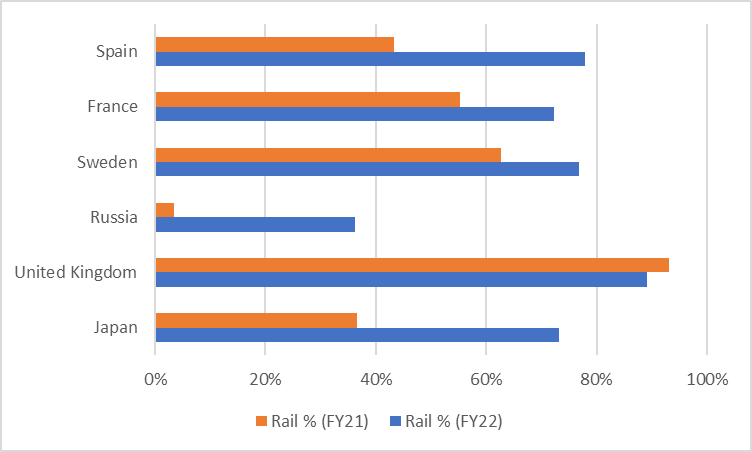 Spain
France
Sweden
Russia
United Kingdom
Japan
0% 20% 40% 60% 80% 100%
Rail % (FY21) Rail % (FY22)